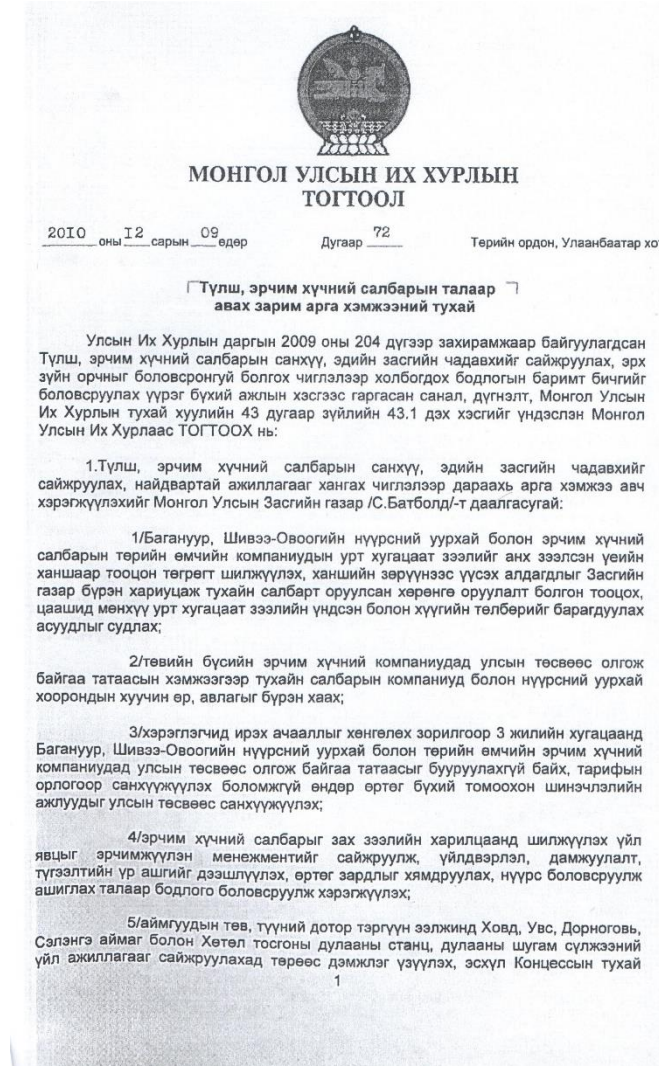 МОНГОЛ УЛСЫН ИХ ХУРЛЫН
ТОГТООЛ
2010 оны 12 сарын 09 өдөр Дугаар 72 Төрийн ордон, Улаанбаатар хо
Түлш, эрчим хүчний салбарын талаар
авах зарим арга хэмжээний тухай
Улсын Их Хурлын даргын 2009 оны 204 дүгээр захирамжаар байгуулагдсан
Түлш, эрчим хүчний салбарын санхүү, эдийн засгийн чадавхийг сайжруулах, эрх
зүйн орчныг боловсронгуй болгох чиглэлээр холбогдох бодлогын баримт бичгийг
боловсруулах үүрэг бүхий ажлын хэсгээс гаргасан санал, дүгнэлт, Монгол Улсын
Их Хурлын тухай хуулийн 43 дугаар зүйлийн 43.1 дэх хэсгийг үндэслэн Монгол
Улсын Их Хурлаас ТОГТООХ нь:
1.Түлш, эрчим хүчний салбарын санхүү, эдийн засгийн чадавхийг
сайжруулах, найдвартай ажиллагааг хангах чиглэлээр дараахь арга хэмжээ авч
хэрэгжүүлэхийг Монгол Улсын Засгийн газар /С.Батболд/-т даалгасугай:
1/Багануур, Шивээ-Овоогийн нүүрсний уурхай болон эрчим хүчний
салбарын төрийн өмчийн компаниудын урт хугацаат зээлийг анх зээлсэн үеийн
ханшаар тооцон төгрөгт шилжүүлэх, ханшийн зөрүүнээс үүсэх алдагдлыг Засгийн
газар бүрэн хариуцаж тухайн салбарт оруулсан хөрөнгө оруулалт болгон тооцох,
цаашид мөнхүү урт хугацаат зээлийн үндсэн болон хүүгийн төлбөрийг барагдуулах
асуудлыг судлах;
2/төвийн бүсийн эрчим хүчний компаниудад улсын төсвөөс олгож
байгаа татаасын хэмжээгээр тухайн салбарын компаниуд болон нүүрсний уурхай
хоорондын хуучин өр, авлагыг бүрэн хаах;
3/хэрэглэгчид ирэх ачааллыг хөнгөлөх зорилгоор 3 жилийн хугацаанд
Багануур, Шивээ-Овоогийн нүүрсний уурхай болон төрийн өмчийн эрчим хүчний
компаниудад улсын төсвөөс олгож байгаа татаасыг бууруулахгүй байх, тарифын
орлогоор санхүүжүүлэх боломжгүй өндөр өртөг бүхий томоохон шинэчлэлийн
ажлуудыг улсын төсвөөс санхүүжүүлэх;
4/эрчим хүчний салбарыг зах зээлийн харилцаанд шилжүүлэх үйл
явцыг эрчимжүүлэн менежментийг сайжруулж, үйлдвэрлэл, дамжуулалт,
түгээлтийн үр ашгийг дээшлүүлэх, өртөг зардлыг хямдруулах, нүүрс боловсруулж
ашиглах талаар бодлого боловсруулж хэрэгжүүлэх;
5/аймгуудын төв, түүний дотор тэргүүн ээлжинд Ховд, Увс, Дорноговь,
Сэлэнгэ аймаг болон Хөтөл тосгоны дулааны станц, дулааны шугам сүлжээний
үйл ажиллагааг сайжруулахад төрөөс дэмжлэг үзүүлэх, эсхүл Концессын тухай
1